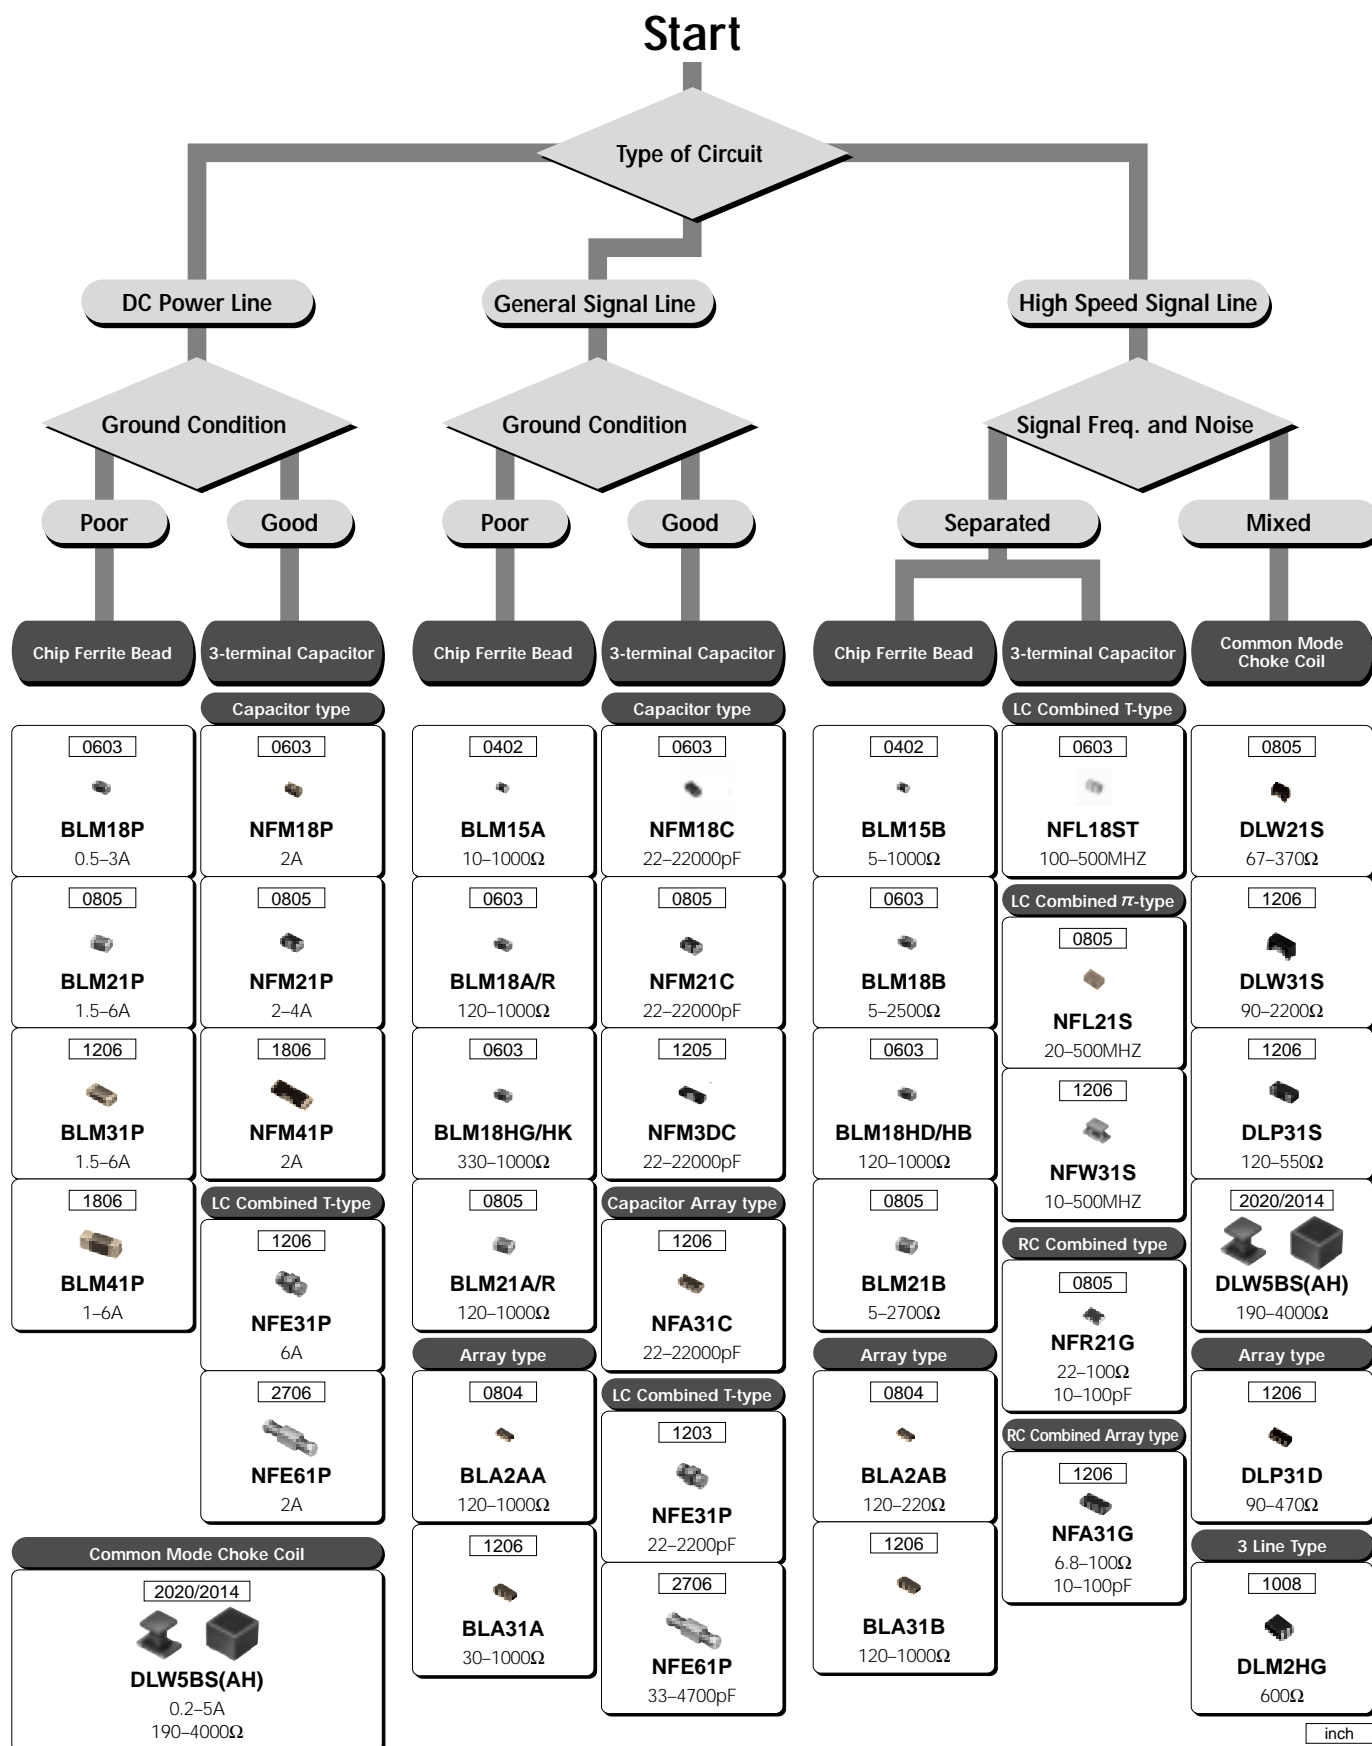 Start
Type of Circuit
DC Power Line
General Signal Line
High Speed Signal Line
Ground Condition
Ground Condition
Signal Freq. and Noise
Poor
Good
Poor
Good
Separated
Mixed
Chip Ferrite Bead
0603
BLM18P
0.5–3A
0805
BLM21P
1.5–6A
1206
BLM31P
1.5–6A
1806
BLM41P
1–6A
3-terminal Capacitor
Capacitor type
0603
NFM18P
2A
0805
NFM21P
2–4A
1806
NFM41P
2A
LC Combined T-type
1206
NFE31P
6A
2706
NFE61P
2A
Common Mode Choke Coil
2020/2014
DLW5BS(AH)
0.2–5A
190–4000Ω
Chip Ferrite Bead
0402
BLM15A
10–1000Ω
0603
BLM18A/R
120–1000Ω
0603
BLM18HG/HK
330–1000Ω
0805
BLM21A/R
120–1000Ω
Array type
0804
BLA2AA
120–1000Ω
1206
BLA31A
30–1000Ω
3-terminal Capacitor
Capacitor type
0603
NFM18C
22–22000pF
0805
NFM21C
22–22000pF
1205
NFM3DC
22–22000pF
Capacitor Array type
1206
NFA31C
22–22000pF
LC Combined T-type
1203
NFE31P
22–2200pF
2706
NFE61P
33–4700pF
Chip Ferrite Bead
0402
BLM15B
5–1000Ω
0603
BLM18B
5–2500Ω
0603
BLM18HD/HB
120–1000Ω
0805
BLM21B
5–2700Ω
Array type
0804
BLA2AB
120–220Ω
1206
BLA31B
120–1000Ω
3-terminal Capacitor
LC Combined T-type
0603
NFL18ST
100–500MHZ
LC Combined π-type
0805
NFL21S
20–500MHZ
1206
NFW31S
10–500MHZ
RC Combined type
0805
NFR21G
22–100Ω
10–100pF
RC Combined Array type
1206
NFA31G
6.8–100Ω
10–100pF
Common Mode
Choke Coil
0805
DLW21S
67–370Ω
1206
DLW31S
90–2200Ω
1206
DLP31S
120–550Ω
2020/2014
DLW5BS(AH)
190–4000Ω
Array type
1206
DLP31D
90–470Ω
3 Line Type
1008
DLM2HG
600Ω
inch